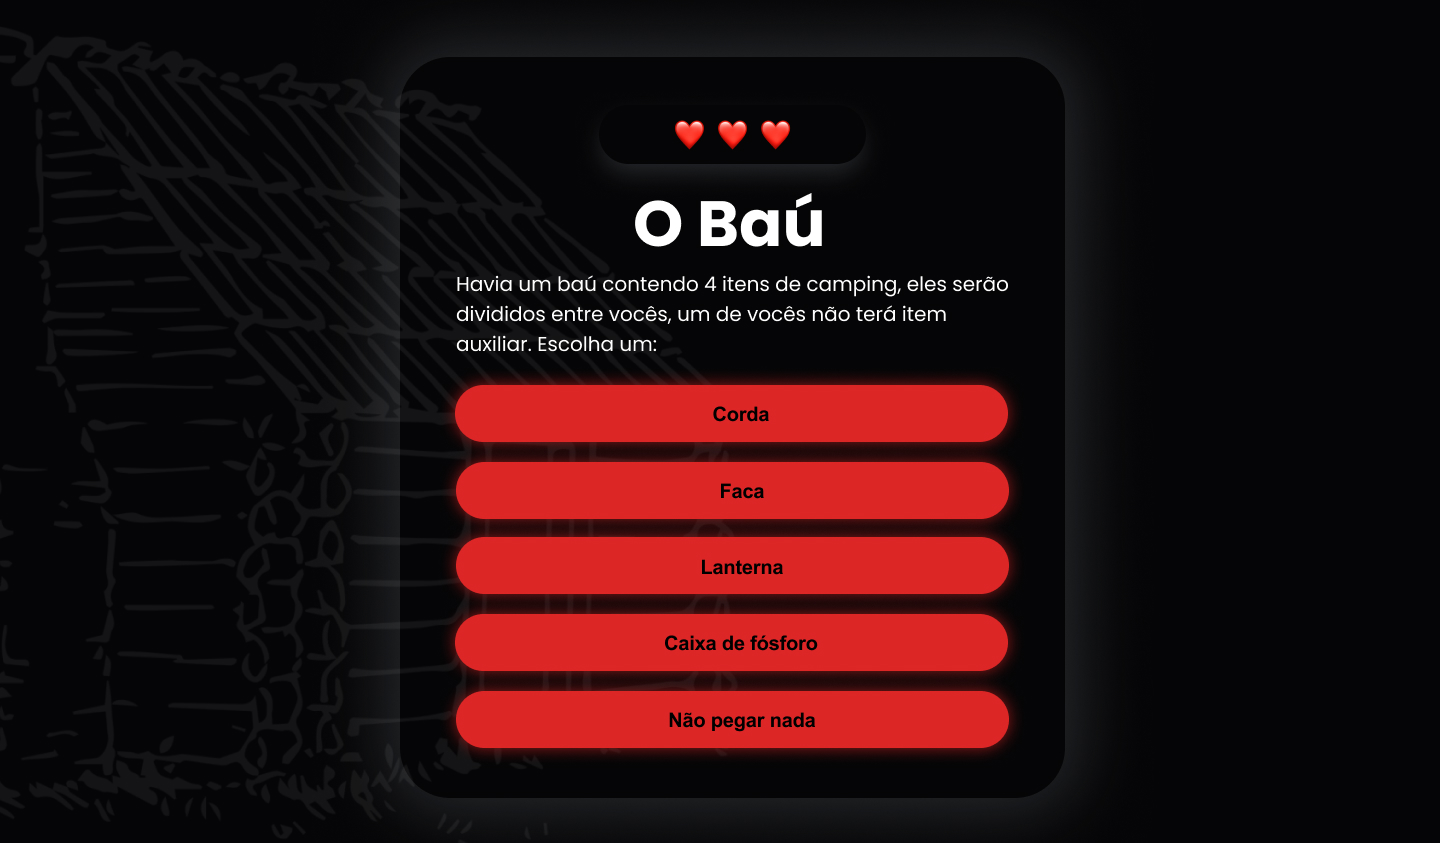 O Baú
Havia um baú contendo 4 itens de camping, eles serão
divididos entre vocês, um de vocês não terá item
auxiliar. Escolha um:
Corda
Faca
Lanterna
Caixa de fósforo
Não pegar nada